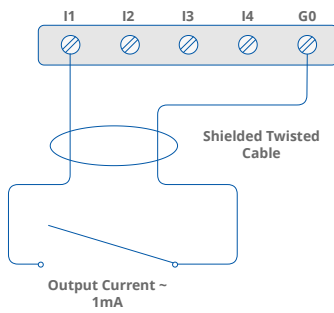 I1 I2 I3 I4 G0
Shielded Twisted
Cable
Output Current ~
1mA